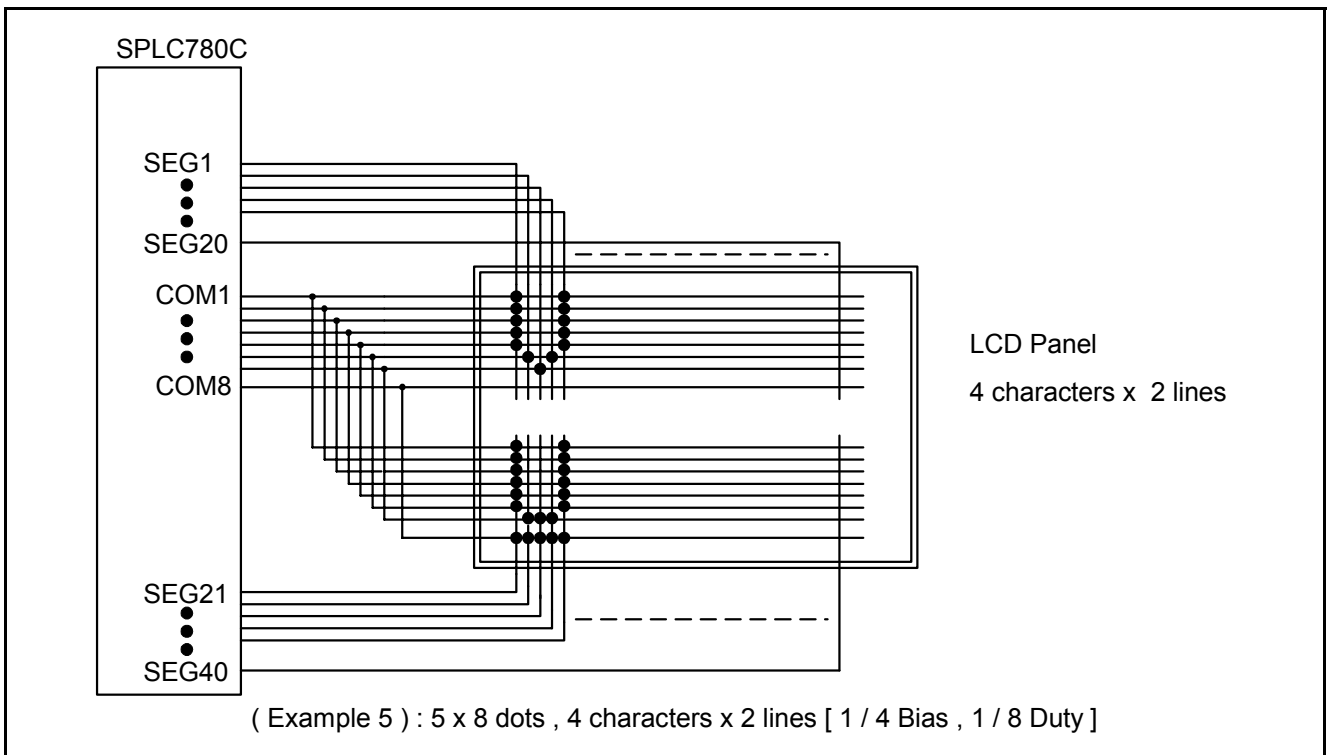 SPLC780C
SEG1
SEG20
COM1
COM8
LCD Panel
4 characters x 2 lines
SEG21
SEG40
( Example 5 ) : 5 x 8 dots , 4 characters x 2 lines [ 1 / 4 Bias , 1 / 8 Duty ]